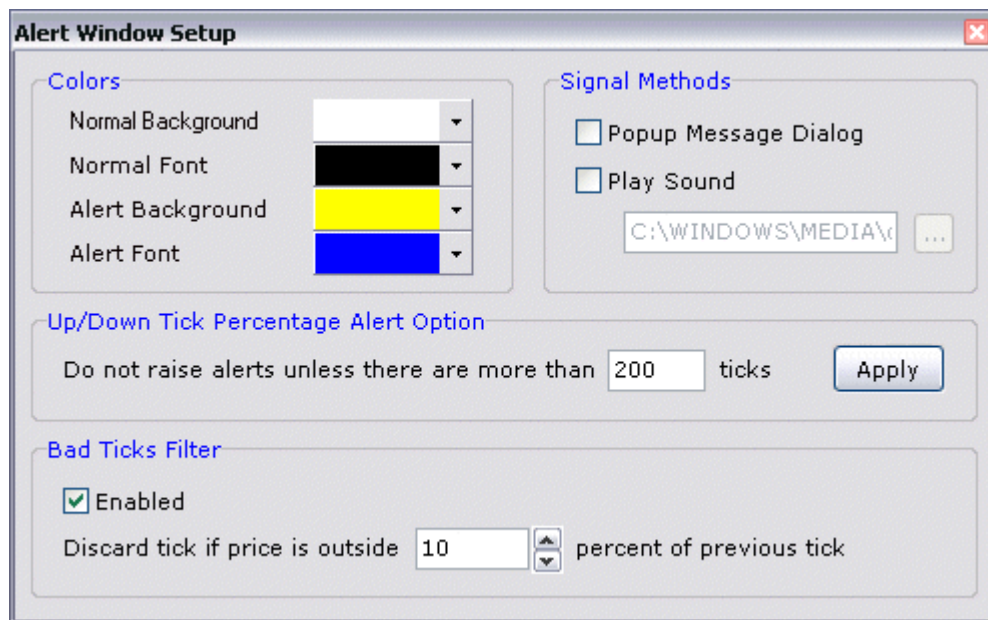 Alert Window Setup
Colors
Normal Background
Normal Font
Alert Background
Alert Font
Signal Methods
Popup Message Dialog
Play Sound
C:\WINDOWS\MEDIA\
...
Up/Down Tick Percentage Alert Option
Do not raise alerts unless there are more than 200 ticks
Apply
Bad Ticks Filter
Enabled
Discard tick if price is outside 10 percent of previous tick